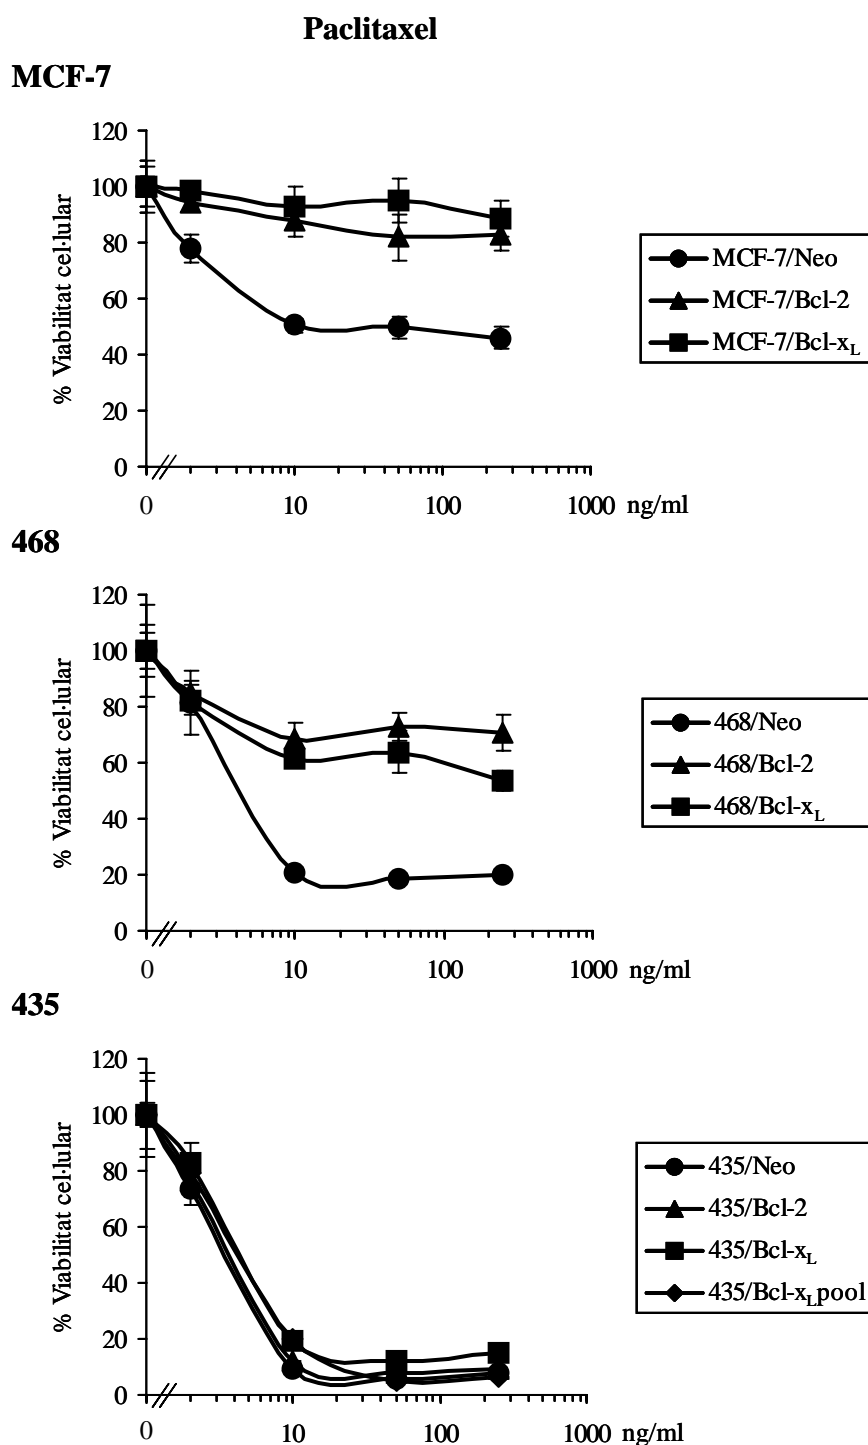 Paclitaxel
MCF-7
% Viabilitat cel·lular
120
100
80
60
40
20
0
0 10 100 1000 ng/ml
MCF-7/Neo
MCF-7/Bcl-2
MCF-7/Bcl-xL
468
% Viabilitat cel·lular
120
100
80
60
40
20
0
0 10 100 1000 ng/ml
468/Neo
468/Bcl-2
468/Bcl-xL
435
% Viabilitat cel·lular
120
100
80
60
40
20
0
0 10 100 1000 ng/ml
435/Neo
435/Bcl-2
435/Bcl-xL
435/Bcl-xLpool